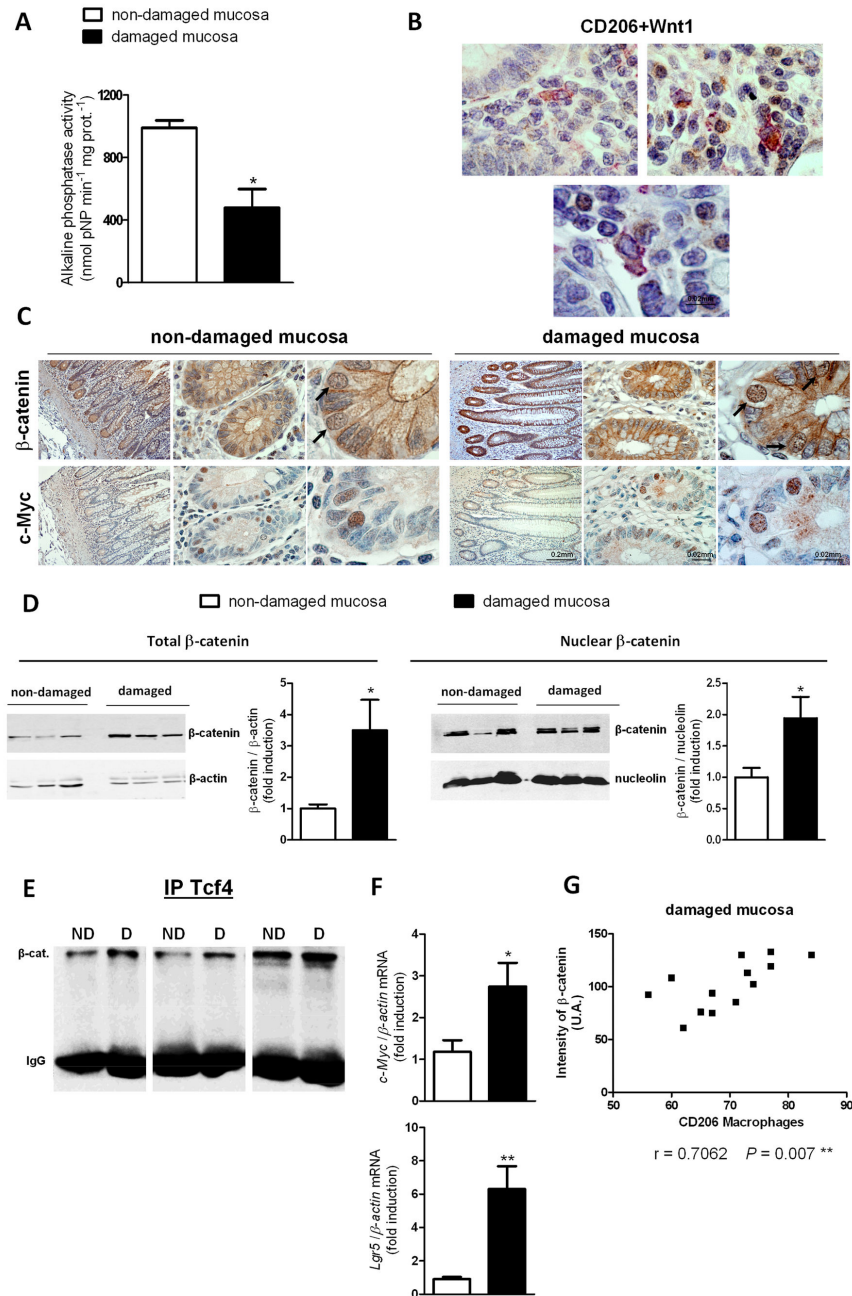 A
non-damaged mucosa
damaged mucosa
Alkaline phosphatase activity
(nmol pNP min⁻¹ mg prot.⁻¹)
1200
800
400
0
*
B
CD206+Wnt1
0.02mm
C
non-damaged mucosa
damaged mucosa
β-catenin
c-Myc
0.2mm
0.02mm
0.02mm
D
non-damaged mucosa
damaged mucosa
Total β-catenin
non-damaged
damaged
β-catenin
β-actin
β-catenin / β-actin
(fold induction)
5
4
3
2
1
0
*
Nuclear β-catenin
non-damaged
damaged
β-catenin
nucleolin
β-catenin / nucleolin
(fold induction)
2.5
2.0
1.5
1.0
0.5
0.0
*
E
IP Tcf4
ND D ND D ND D
β-cat.
IgG
F
c-Myc /β-actin mRNA
(fold induction)
4
3
2
1
0
*
Lgr5 /β-actin mRNA
(fold induction)
8
6
4
2
0
**
G
damaged mucosa
Intensity of β-catenin
(U.A.)
150
100
50
0
50 60 70 80 90
CD206 Macrophages
r = 0.7062 P = 0.007 **